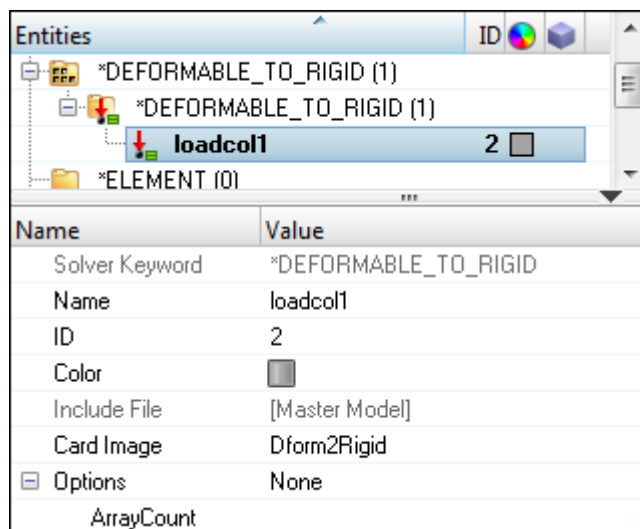 Entities ID
*DEFORMABLE_TO_RIGID (1)
*DEFORMABLE_TO_RIGID (1)
loadcol1 2
*ELEMENT (0)
Name Value
Solver Keyword *DEFORMABLE_TO_RIGID
Name loadcol1
ID 2
Color
Include File [Master Model]
Card Image Dform2Rigid
Options None
ArrayCount